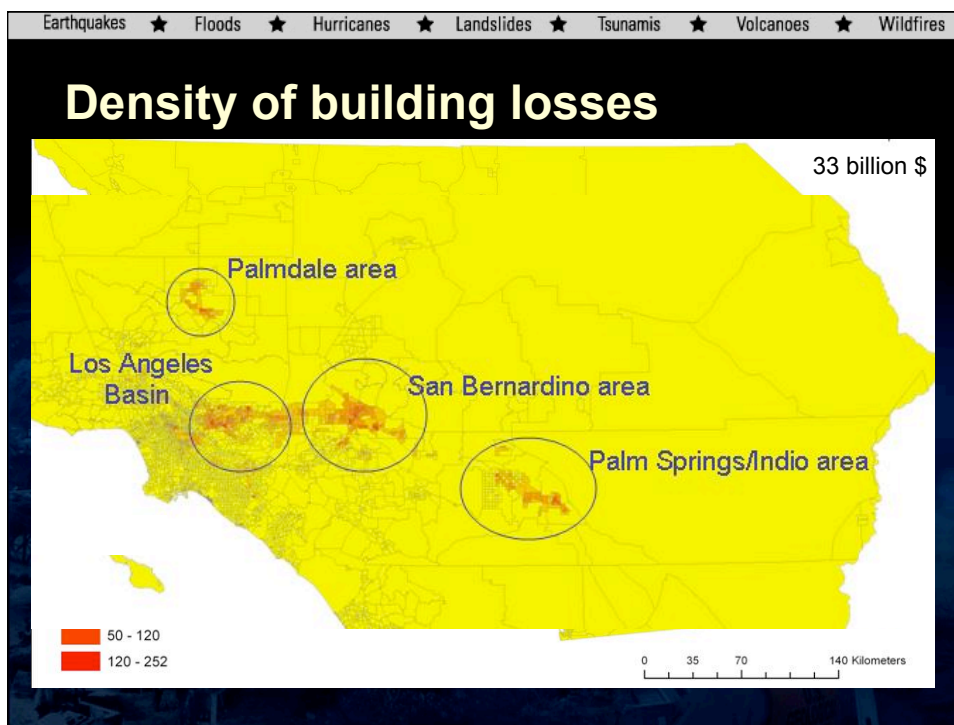 Earthquakes ★ Floods ★ Hurricanes ★ Landslides ★ Tsunamis ★ Volcanoes ★ Wildfires
Density of building losses
33 billion $
Palmdale area
Los Angeles
Basin
San Bernardino area
Palm Springs/Indio area
50 - 120
120 - 252
0 35 70 140 Kilometers